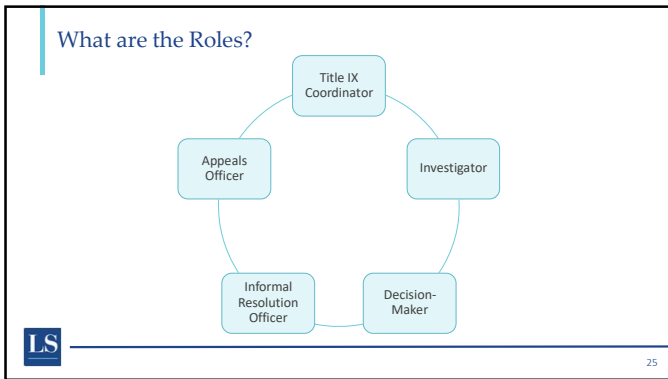 What are the Roles?
Title IX
Coordinator
Appeals
Officer
Investigator
Informal
Resolution
Officer
Decision-
Maker
LS
25